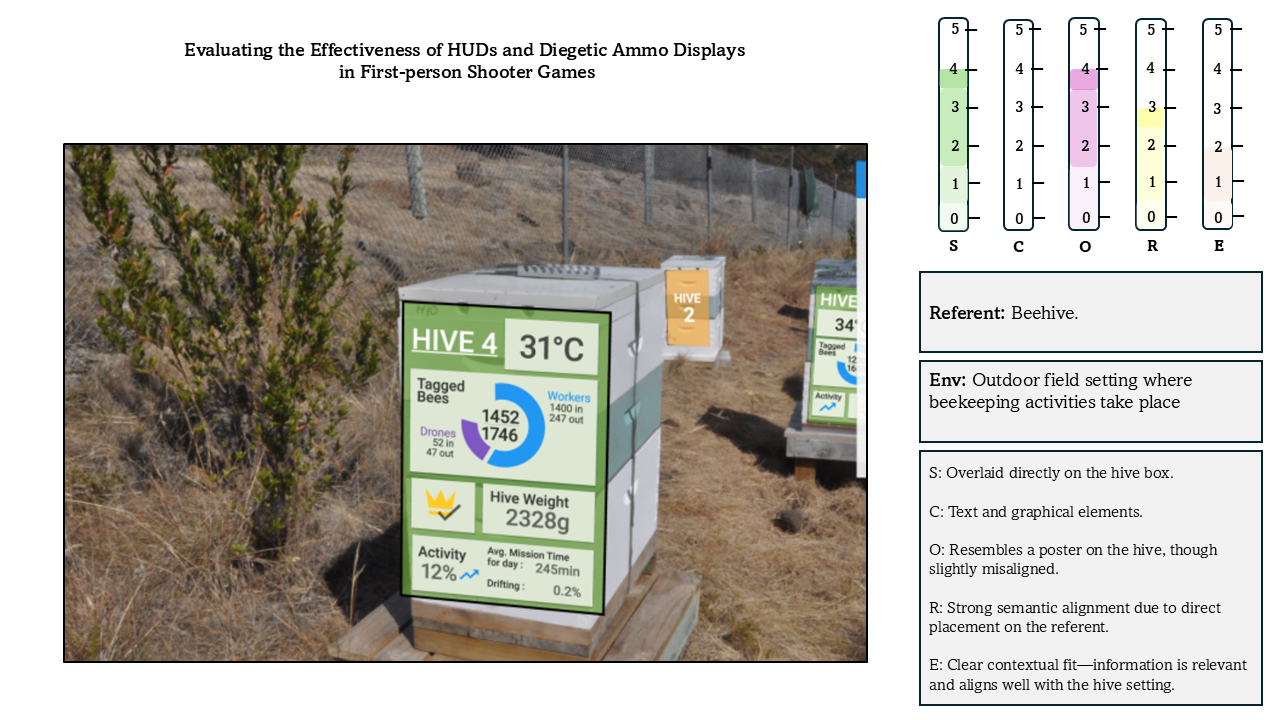 Evaluating the Effectiveness of HUDs and Diegetic Ammo Displays
in First-person Shooter Games
HIVE 4
31°C
Tagged
Bees
1452
1746
Workers
1400 in
247 out
Drones
52 in
47 out
Hive Weight
2328g
Activity
12%
Avg. Mission Time
for day :
245min
Drifting :
0.2%
HIVE
2
HIVE
34°
Tagged
Bees
12
16
Activity
5
4
3
2
1
0
S
5
4
3
2
1
0
C
5
4
3
2
1
0
O
5
4
3
2
1
0
R
5
4
3
2
1
0
E
Referent: Beehive.
Env: Outdoor field setting where
beekeeping activities take place
S: Overlaid directly on the hive box.
C: Text and graphical elements.
O: Resembles a poster on the hive, though
slightly misaligned.
R: Strong semantic alignment due to direct
placement on the referent.
E: Clear contextual fit—information is relevant
and aligns well with the hive setting.